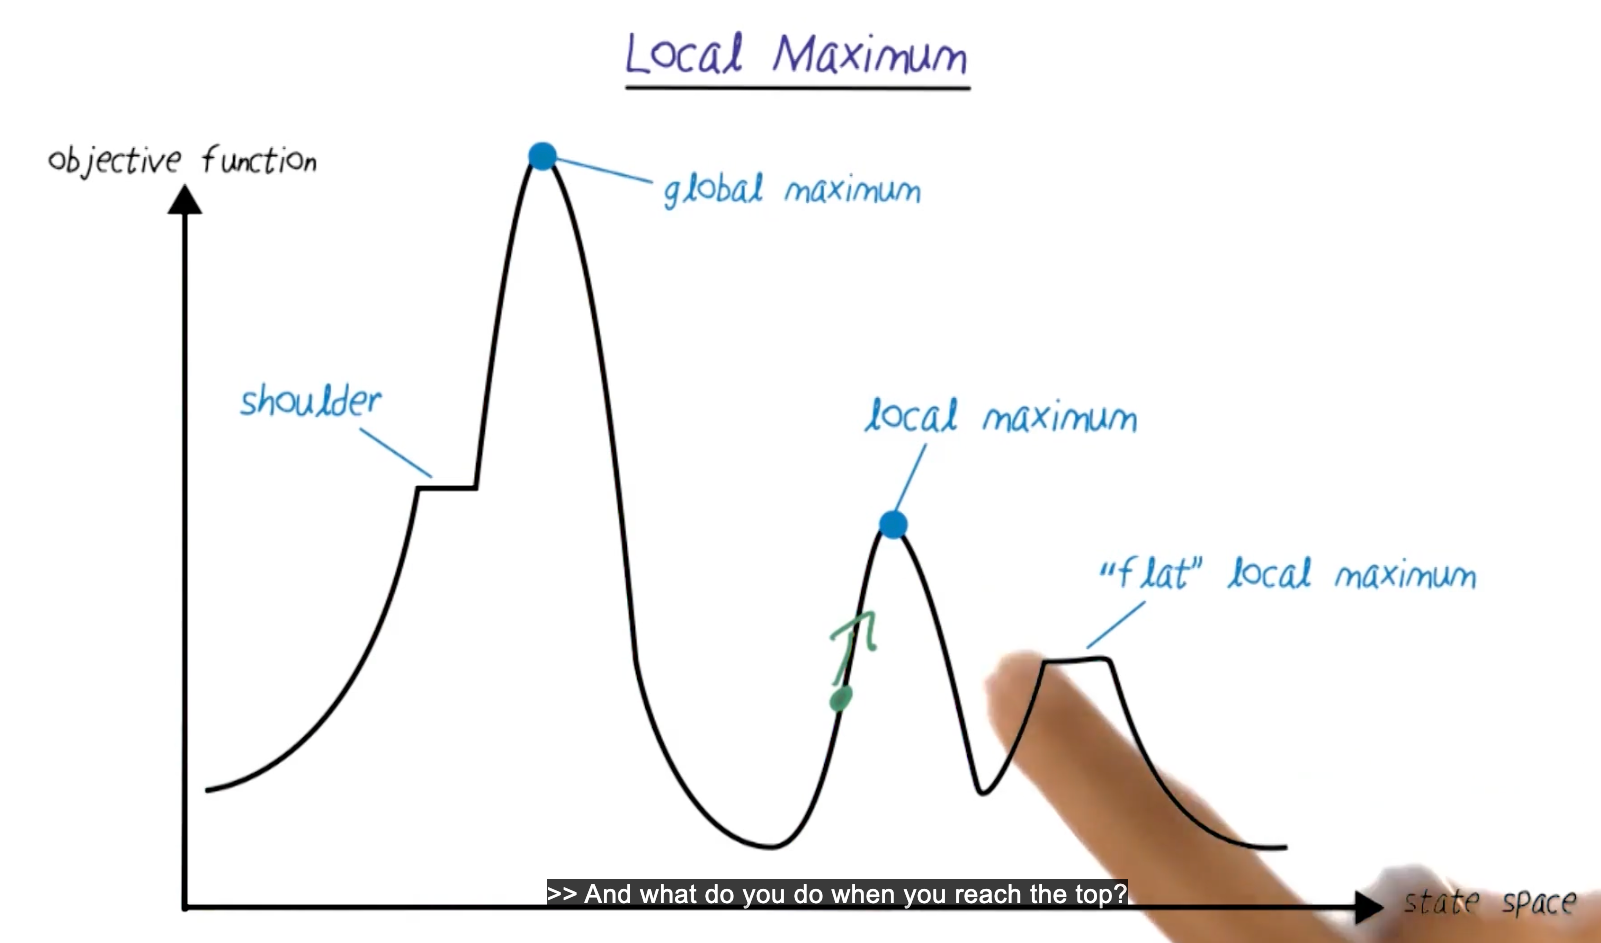 Local Maximum
objective function
global maximum
shoulder
local maximum
“flat” local maximum
>> And what do you do when you reach the top?
state space